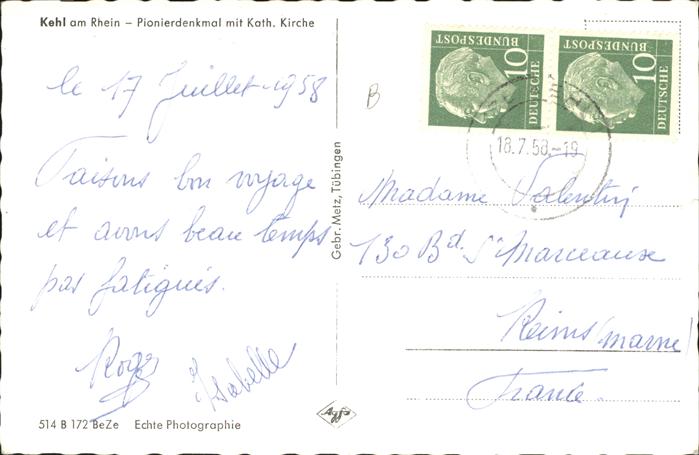 Kehl am Rhein – Pionierdenkmal mit Kath. Kirche
le 17 Juillet 1958
Faisons bon voyage
et avons beau temps
pas fatigués.
Roger
Isabelle
514 B 172 BeZe Echte Photographie
Gebr. Metz, Tübingen
Agfa
B
10
DEUTSCHE
BUNDESPOST
10
DEUTSCHE
BUNDESPOST
18.7.58.-19
Madame Valentin
130 Bd. St Marceaux
Reims (marne)
France.